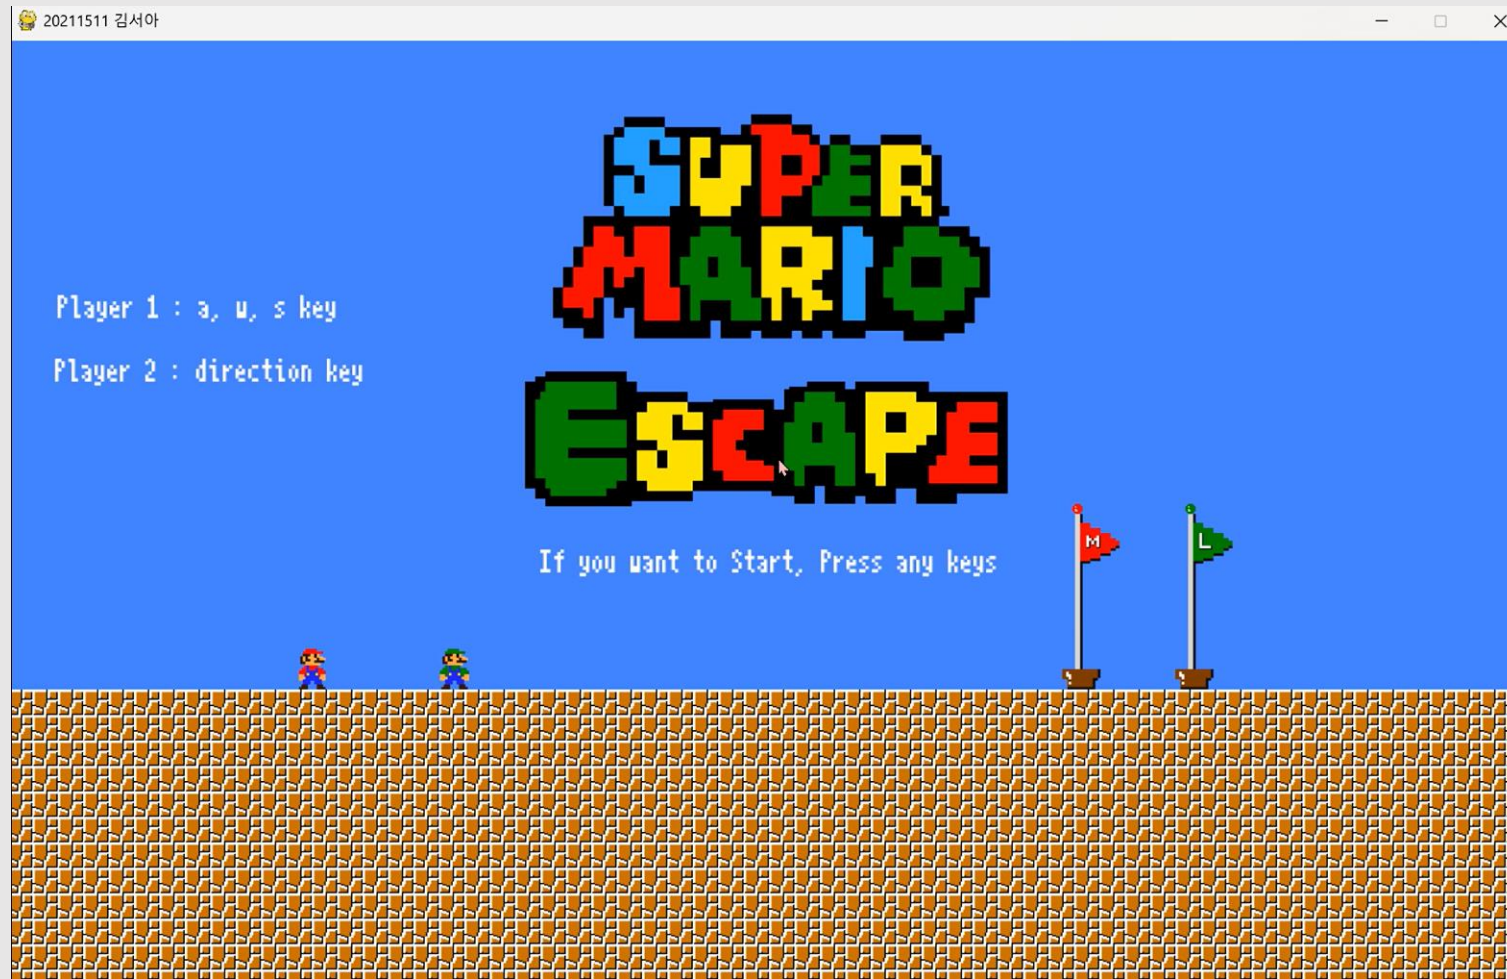 20211511 김서아
SUPER
MARIO
Player 1 : a, w, s key
Player 2 : direction key
ESCAPE
M
L
If you want to Start, Press any keys